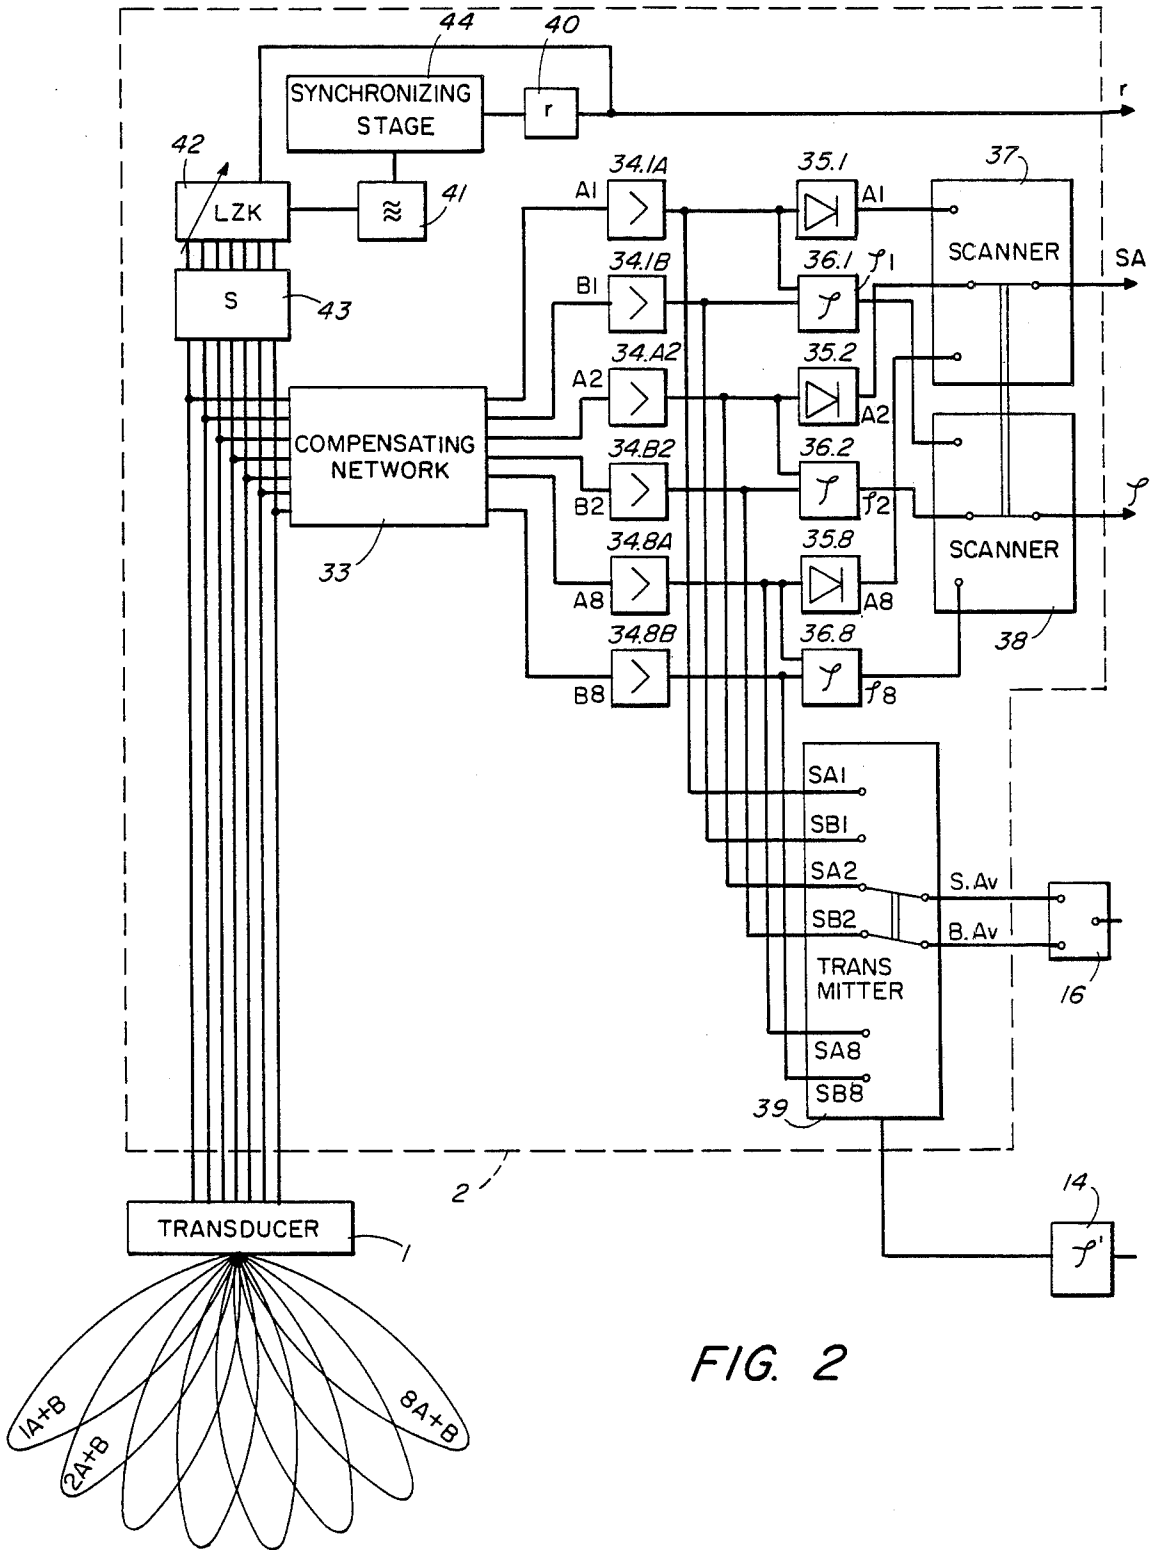 44
40
SYNCHRONIZING
STAGE
r
r
42
LZK
≋
41
S
43
34.1A
A1
>
35.1
A1
37
SCANNER
SA
34.1B
B1
>
36.1
𝜑1
𝜑
34.A2
A2
>
35.2
A2
COMPENSATING
NETWORK
33
34.B2
B2
>
36.2
𝜑
𝜑2
𝜑
SCANNER
38
34.8A
A8
>
35.8
A8
34.8B
B8
>
36.8
𝜑
𝜑8
SA1
SB1
SA2
S.Av
SB2
B.Av
TRANS
MITTER
16
SA8
SB8
39
2
14
𝜑'
TRANSDUCER
1
1A+B
2A+B
8A+B
FIG. 2